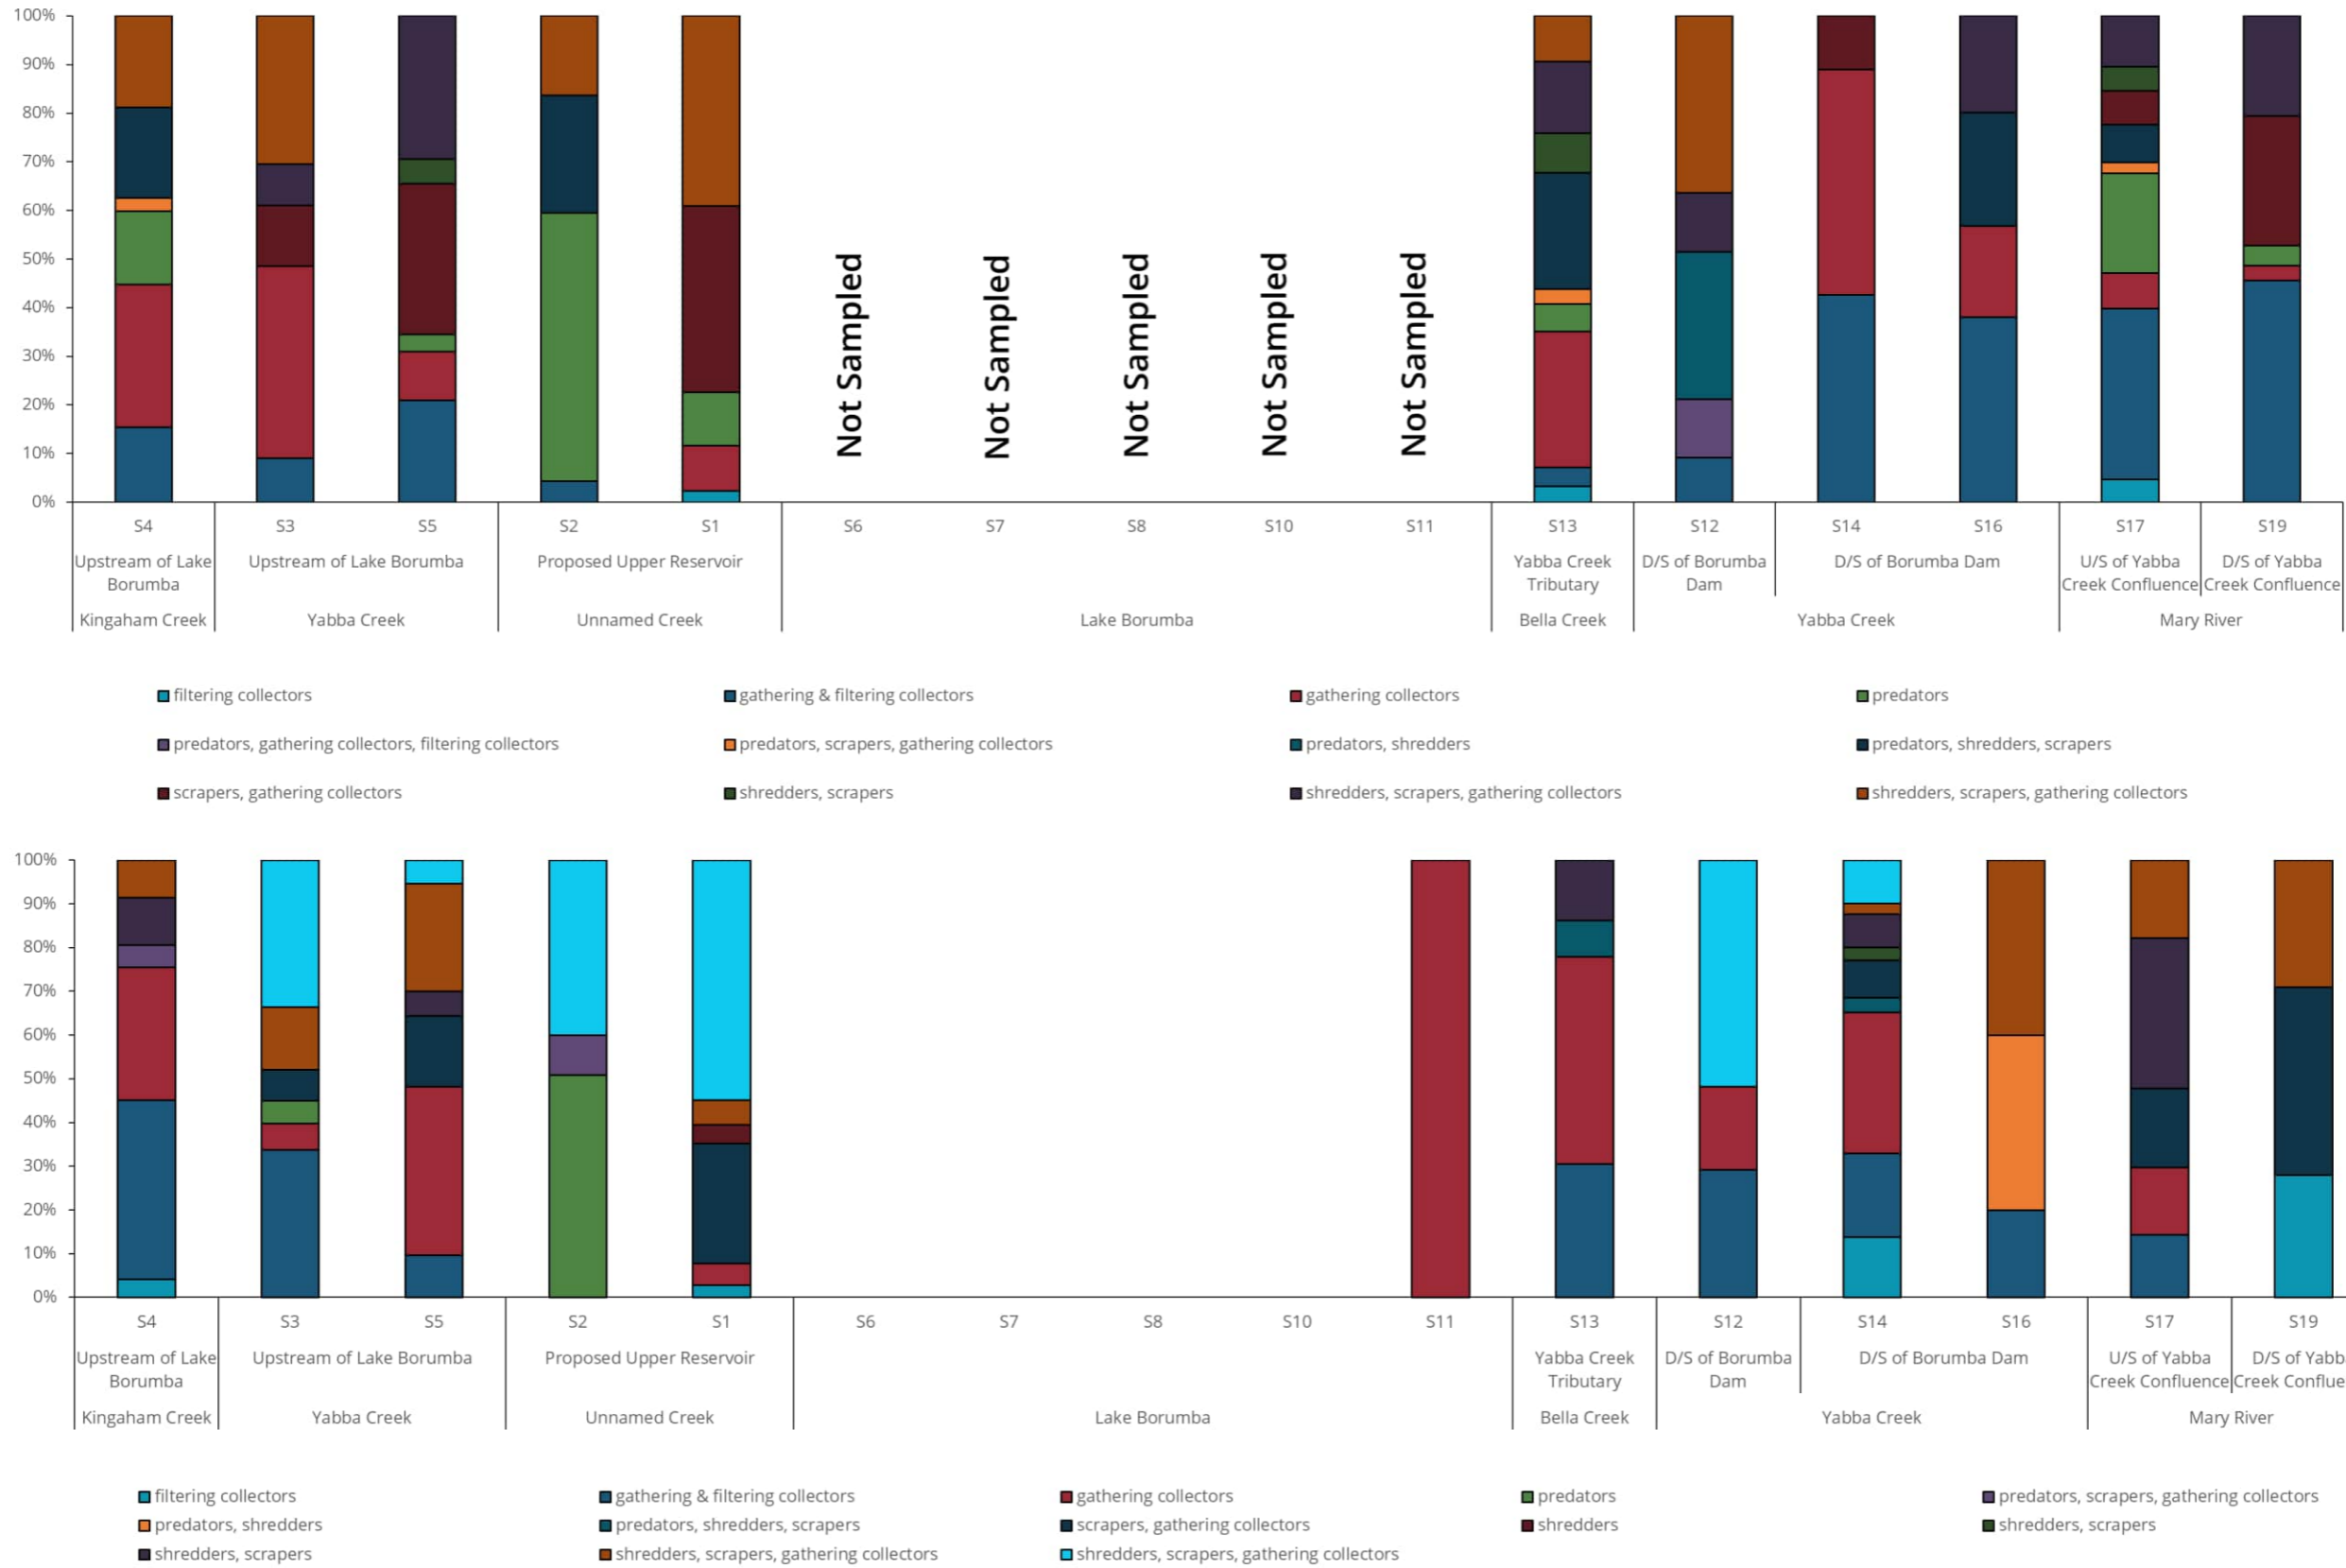 100%
90%
80%
70%
60%
50%
40%
30%
20%
10%
0%
Not Sampled
Not Sampled
Not Sampled
Not Sampled
Not Sampled
S4 S3 S5 S2 S1 S6 S7 S8 S10 S11 S13 S12 S14 S16 S17 S19
Upstream of Lake Upstream of Lake Borumba Proposed Upper Reservoir Yabba Creek D/S of Borumba D/S of Borumba Dam U/S of Yabba D/S of Yabba
Borumba Tributary Dam Creek Confluence Creek Confluence
Kingaham Creek Yabba Creek Unnamed Creek Lake Borumba Bella Creek Yabba Creek Mary River
filtering collectors gathering & filtering collectors gathering collectors predators
predators, gathering collectors, filtering collectors predators, scrapers, gathering collectors predators, shredders predators, shredders, scrapers
scrapers, gathering collectors shredders, scrapers shredders, scrapers, gathering collectors shredders, scrapers, gathering collectors
100%
90%
80%
70%
60%
50%
40%
30%
20%
10%
0%
S4 S3 S5 S2 S1 S6 S7 S8 S10 S11 S13 S12 S14 S16 S17 S19
Upstream of Lake Upstream of Lake Borumba Proposed Upper Reservoir Yabba Creek D/S of Borumba D/S of Borumba Dam U/S of Yabba D/S of Yabb
Borumba Tributary Dam Creek Confluence Creek Conflue
Kingaham Creek Yabba Creek Unnamed Creek Lake Borumba Bella Creek Yabba Creek Mary River
filtering collectors gathering & filtering collectors gathering collectors predators predators, scrapers, gathering collectors
predators, shredders predators, shredders, scrapers scrapers, gathering collectors shredders shredders, scrapers
shredders, scrapers shredders, scrapers, gathering collectors shredders, scrapers, gathering collectors